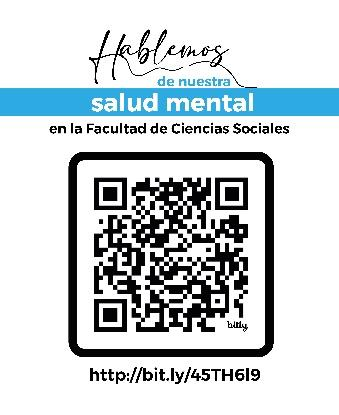 Hablemos
de nuestra
salud mental
en la Facultad de Ciencias Sociales
bitly
http://bit.ly/45TH6l9